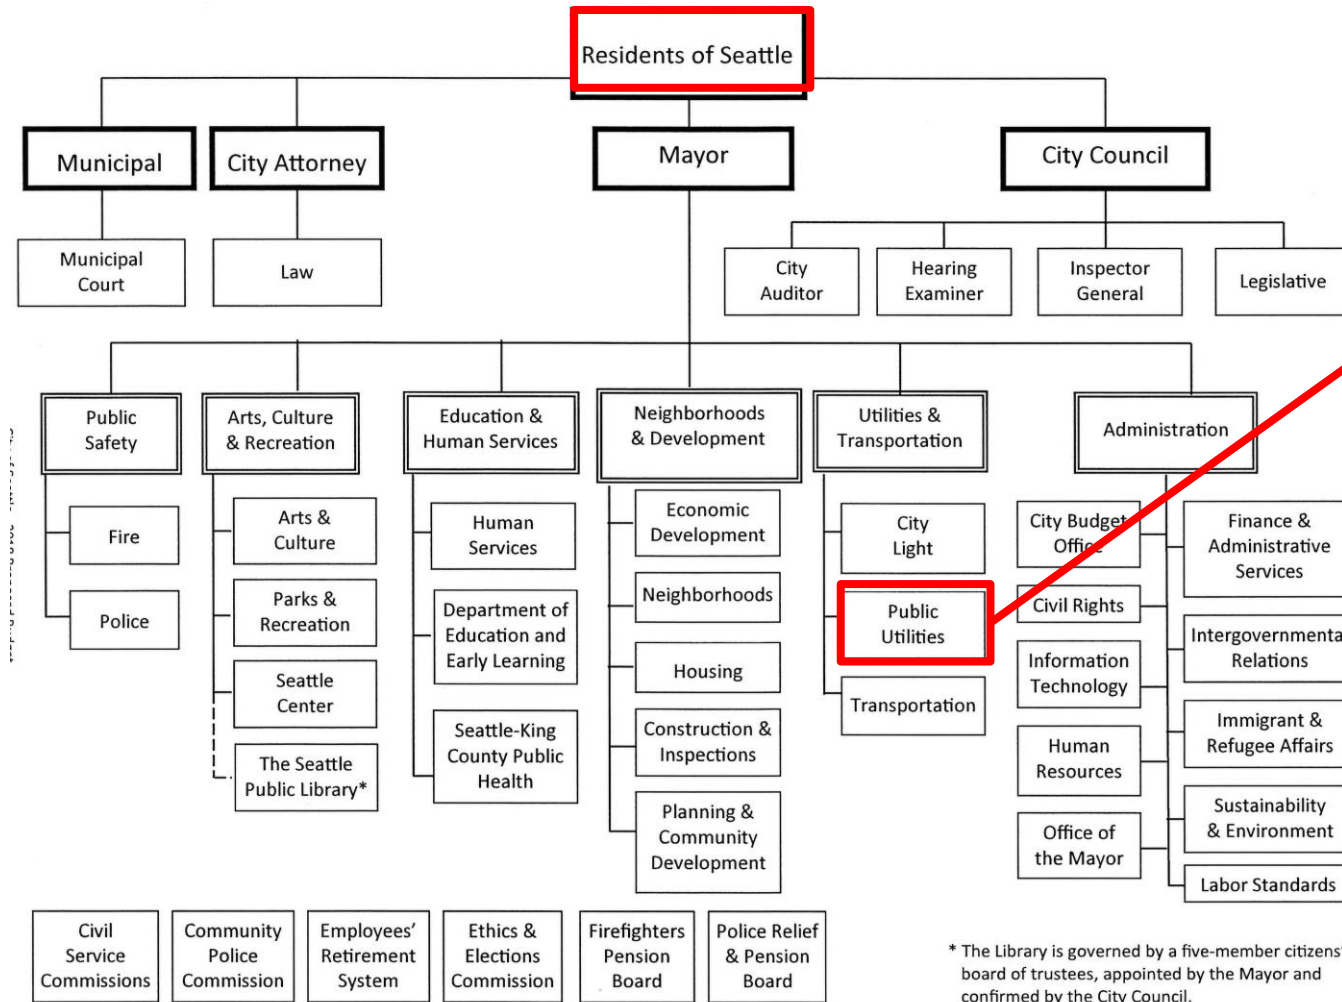 Residents of Seattle
Municipal
City Attorney
Mayor
City Council
Municipal
Court
Law
City
Auditor
Hearing
Examiner
Inspector
General
Legislative
Public
Safety
Arts, Culture
& Recreation
Education &
Human Services
Neighborhoods
& Development
Utilities &
Transportation
Administration
Fire
Police
Arts &
Culture
Parks &
Recreation
Seattle
Center
The Seattle
Public Library*
Human
Services
Department of
Education and
Early Learning
Seattle-King
County Public
Health
Economic
Development
Neighborhoods
Housing
Construction &
Inspections
Planning &
Community
Development
City
Light
Public
Utilities
Transportation
City Budget
Office
Civil Rights
Information
Technology
Human
Resources
Office of
the Mayor
Finance &
Administrative
Services
Intergovernmenta
Relations
Immigrant &
Refugee Affairs
Sustainability
& Environment
Labor Standards
Civil
Service
Commissions
Community
Police
Commission
Employees'
Retirement
System
Ethics &
Elections
Commission
Firefighters
Pension
Board
Police Relief
& Pension
Board
* The Library is governed by a five-member citizens'
board of trustees, appointed by the Mayor and
confirmed by the City Council.